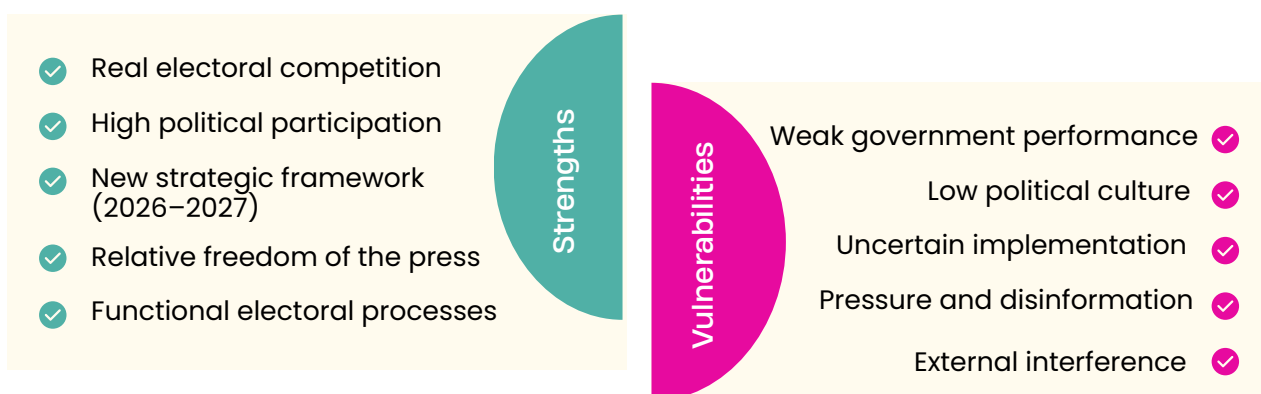 Real electoral competition
High political participation
New strategic framework
(2026–2027)
Relative freedom of the press
Functional electoral processes
Strengths
Vulnerabilities
Weak government performance
Low political culture
Uncertain implementation
Pressure and disinformation
External interference